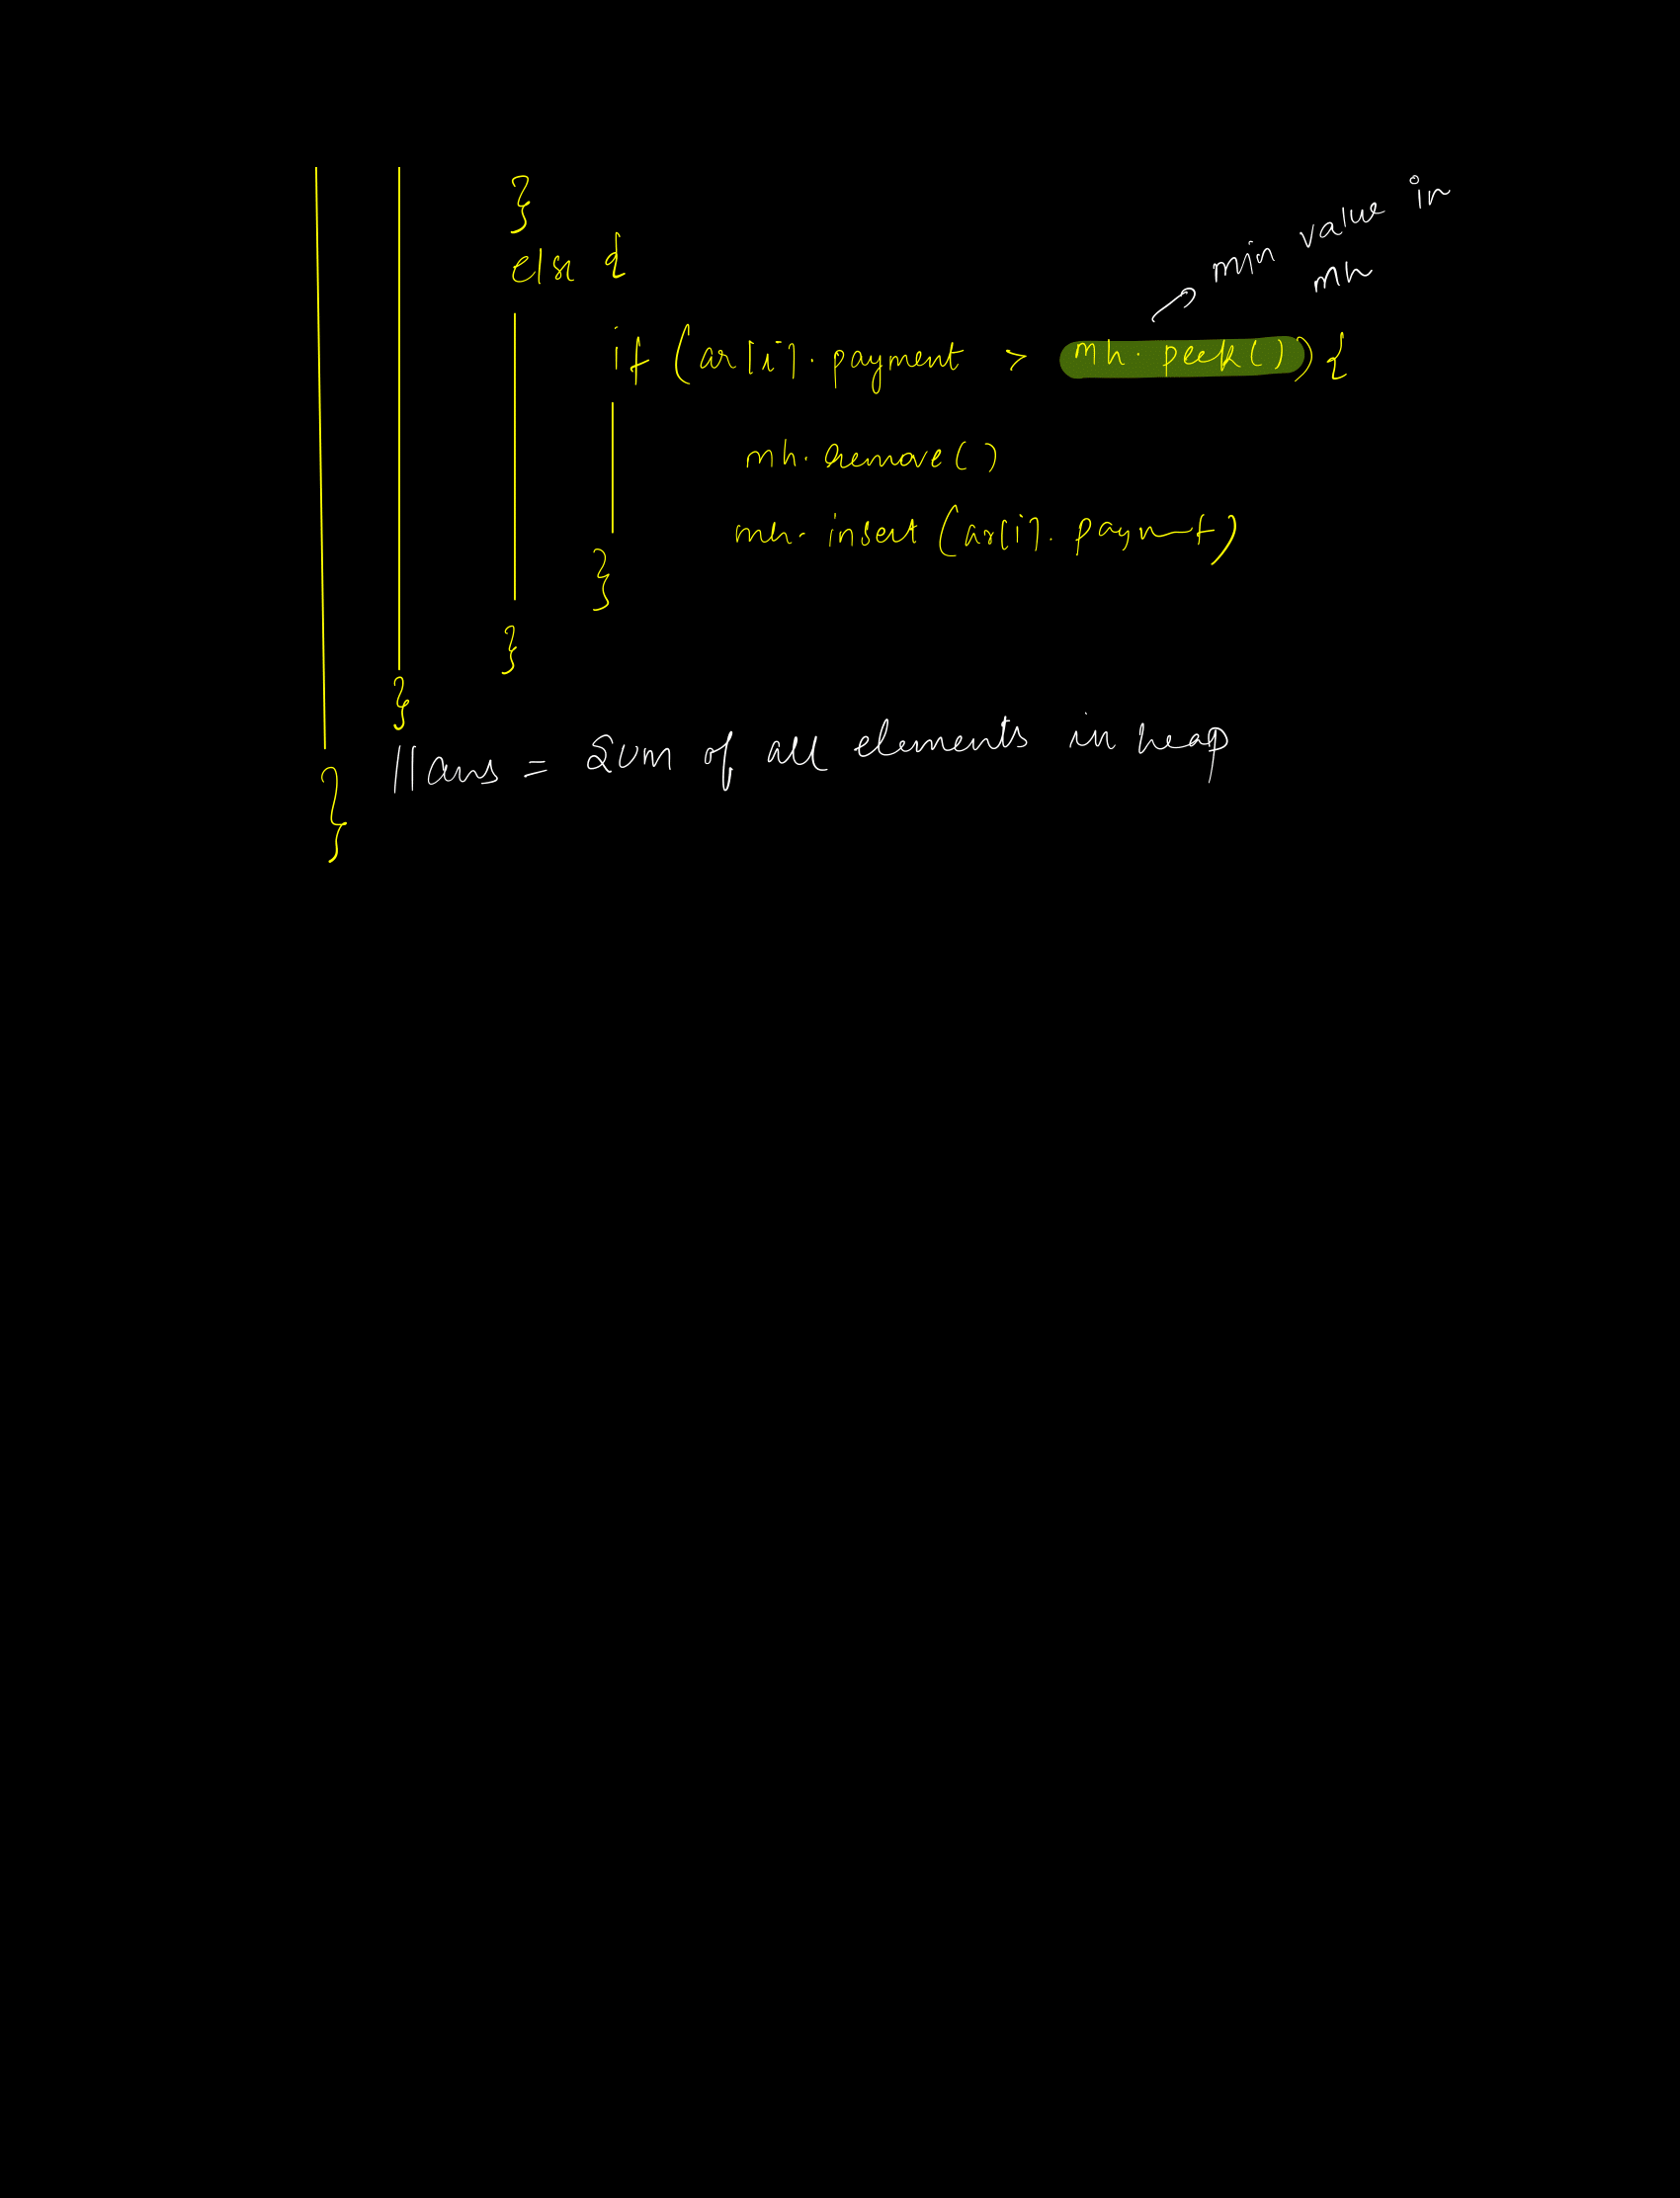 }
else {
min value in
mh
if (ar[i].payment > mh.peek()) {
mh.remove()
mh.insert(ar[i].payment)
}
}
}
//ans = sum of all elements in heap
}